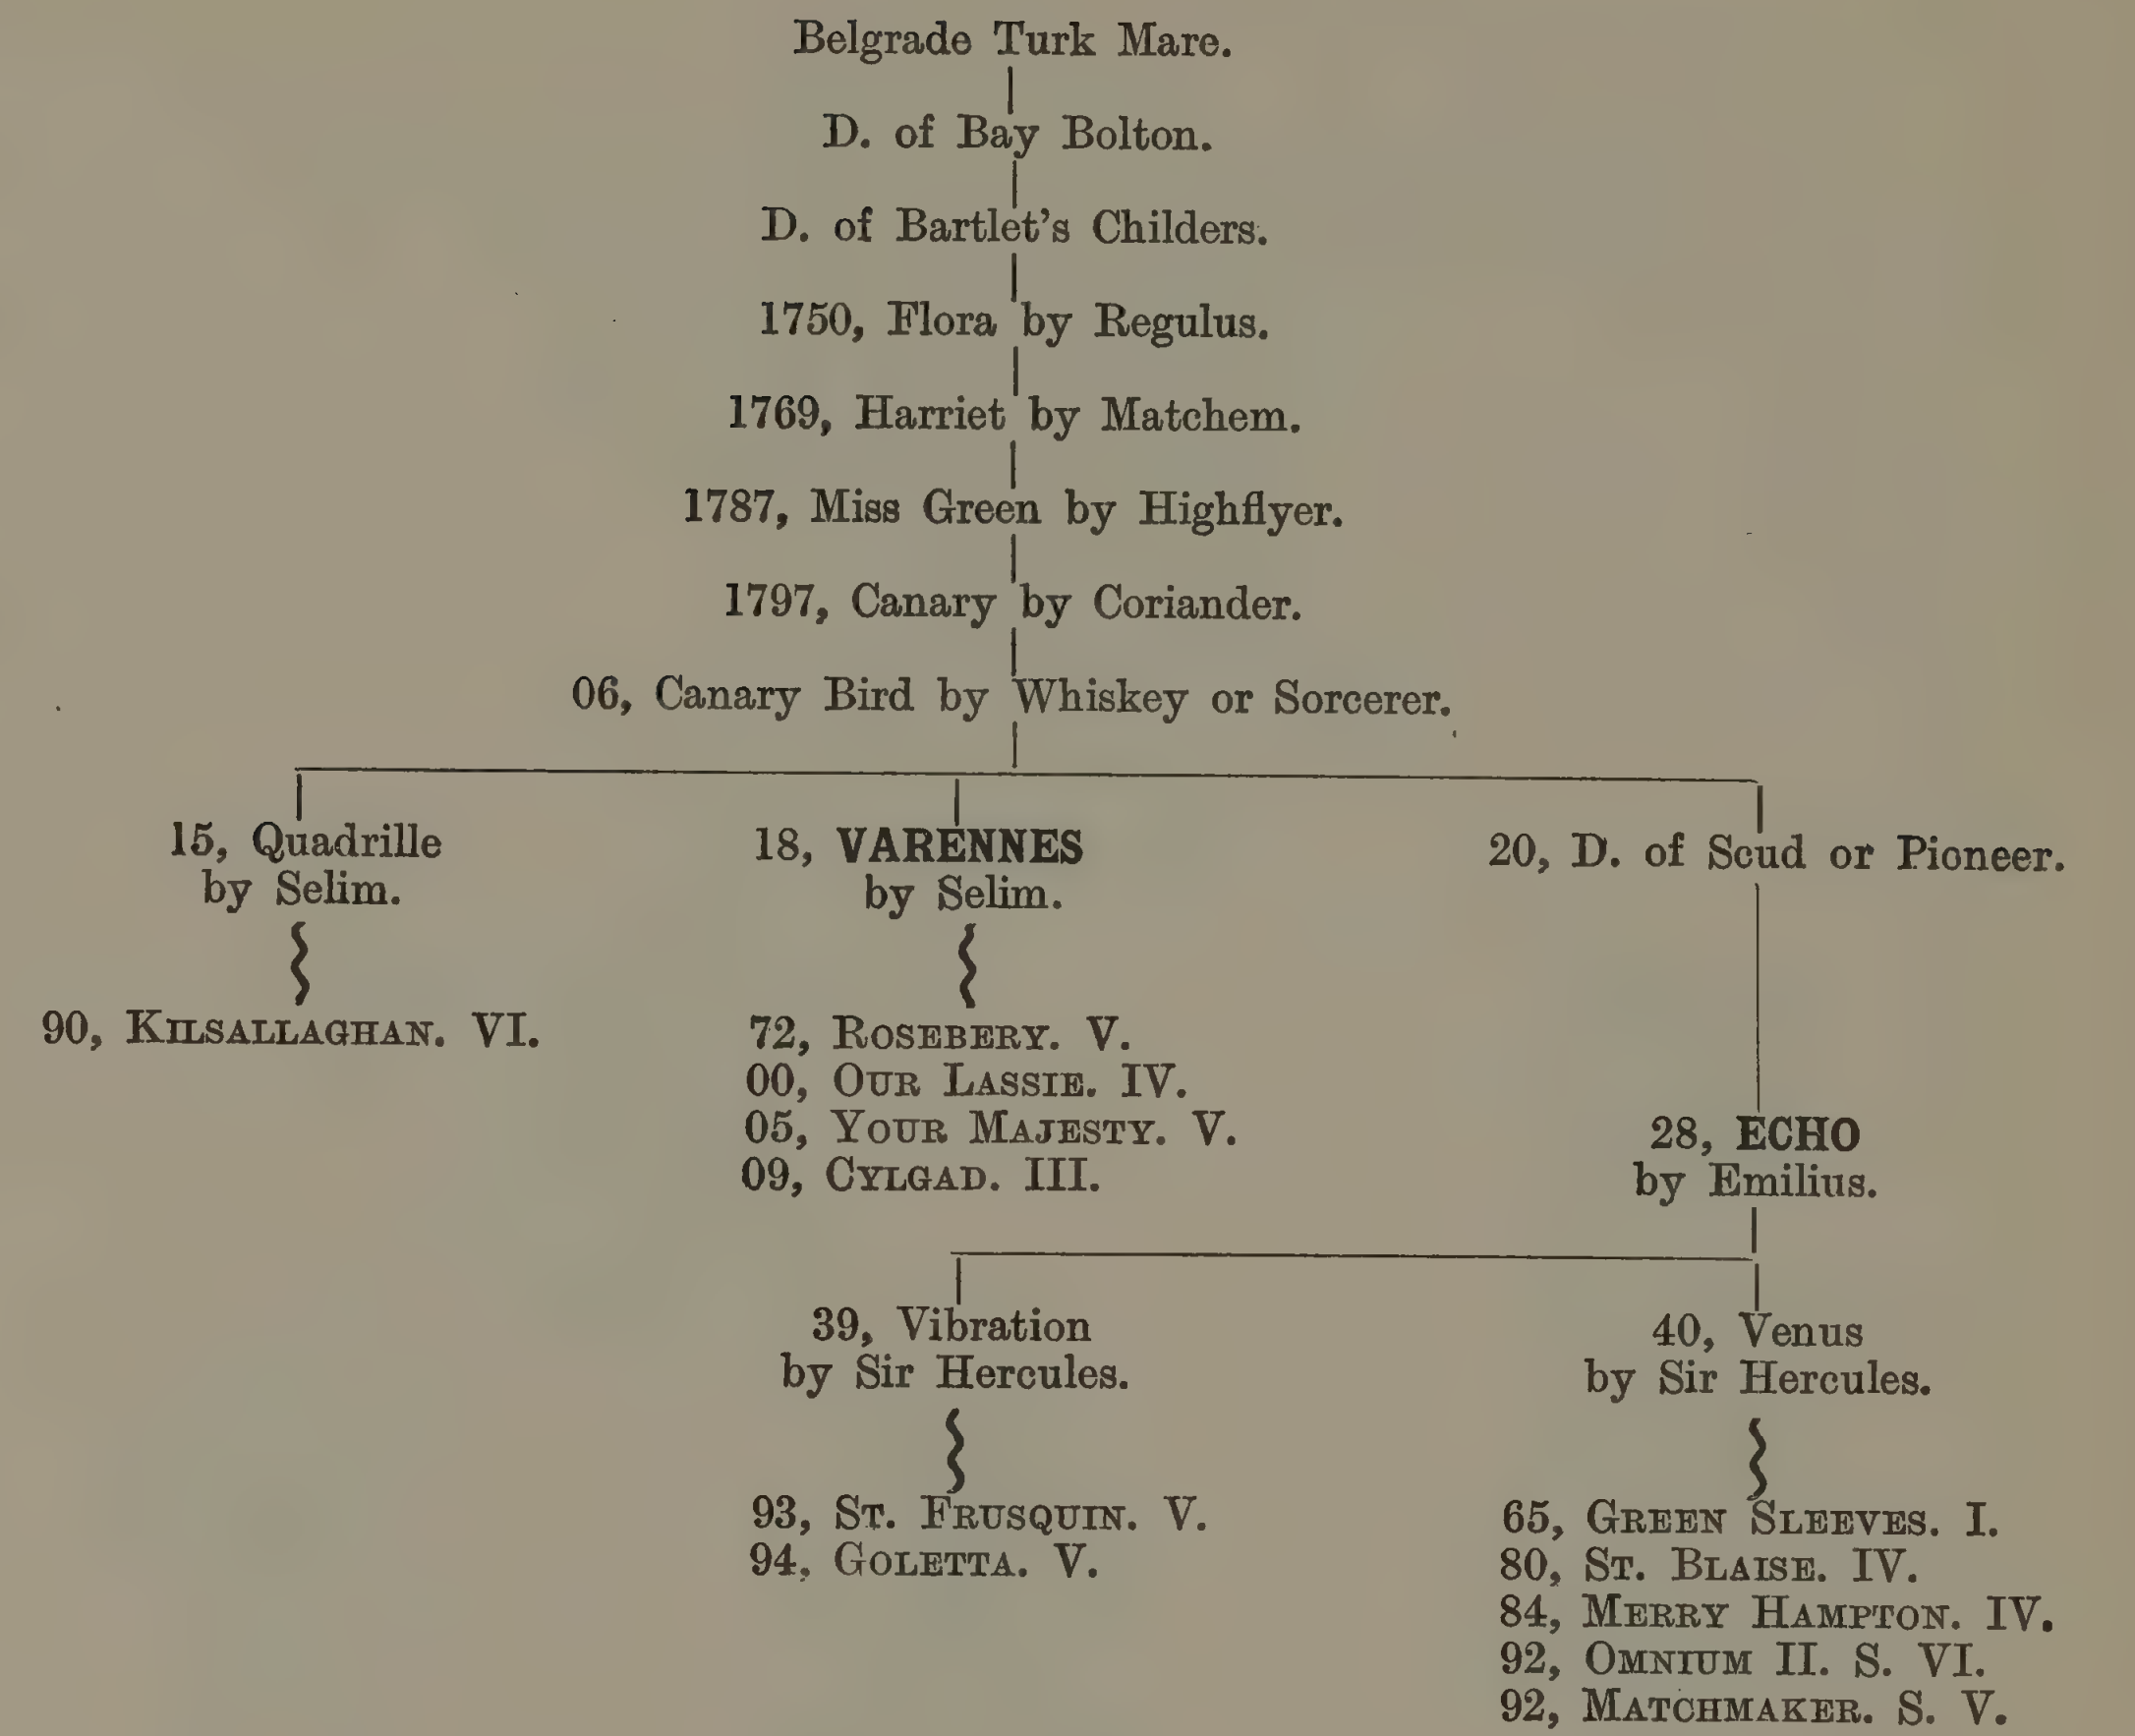 Belgrade Turk Mare.
D. of Bay Bolton.
D. of Bartlet's Childers.
1750, Flora by Regulus.
1769, Harriet by Matchem.
1787, Miss Green by Highflyer.
1797, Canary by Coriander.
06, Canary Bird by Whiskey or Sorcerer.
15, Quadrille
by Selim.
90, KILSALLAGHAN. VI.
18, VARENNES
by Selim.
72, ROSEBERY. V.
00, OUR LASSIE. IV.
05, YOUR MAJESTY. V.
09, CYLGAD. III.
20, D. of Scud or Pioneer.
28, ECHO
by Emilius.
39, Vibration
by Sir Hercules.
93, ST. FRUSQUIN. V.
94, GOLETTA. V.
40, Venus
by Sir Hercules.
65, GREEN SLEEVES. I.
80, ST. BLAISE. IV.
84, MERRY HAMPTON. IV.
92, OMNIUM II. S. VI.
92, MATCHMAKER. S. V.